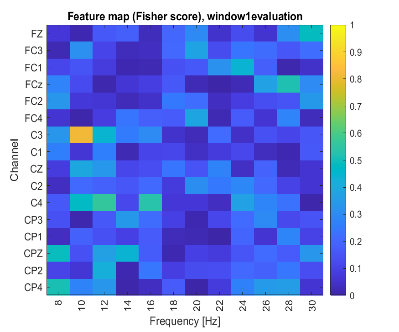 Feature map (Fisher score), window1evaluation
FZ
FC3
FC1
FCz
FC2
FC4
C3
C1
CZ
C2
C4
CP3
CP1
CPZ
CP2
CP4
Channel
8 10 12 14 16 18 20 22 24 26 28 30
Frequency [Hz]
1
0.9
0.8
0.7
0.6
0.5
0.4
0.3
0.2
0.1
0